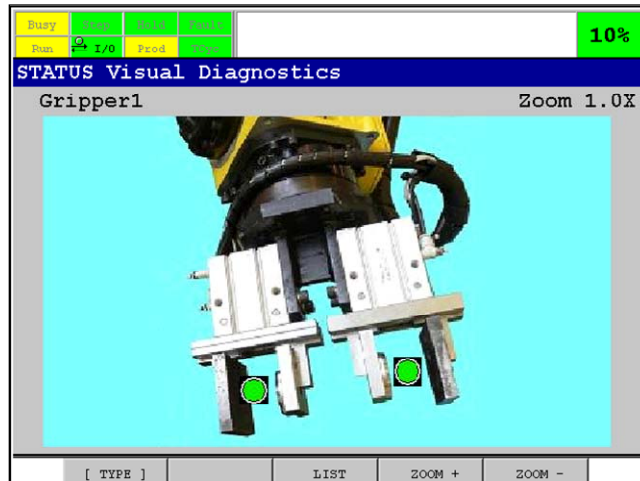 Busy Step Hold Fault
Run I/O Prod TCyc
10%
STATUS Visual Diagnostics
Gripper1 Zoom 1.0X
[ TYPE ] LIST ZOOM + ZOOM -